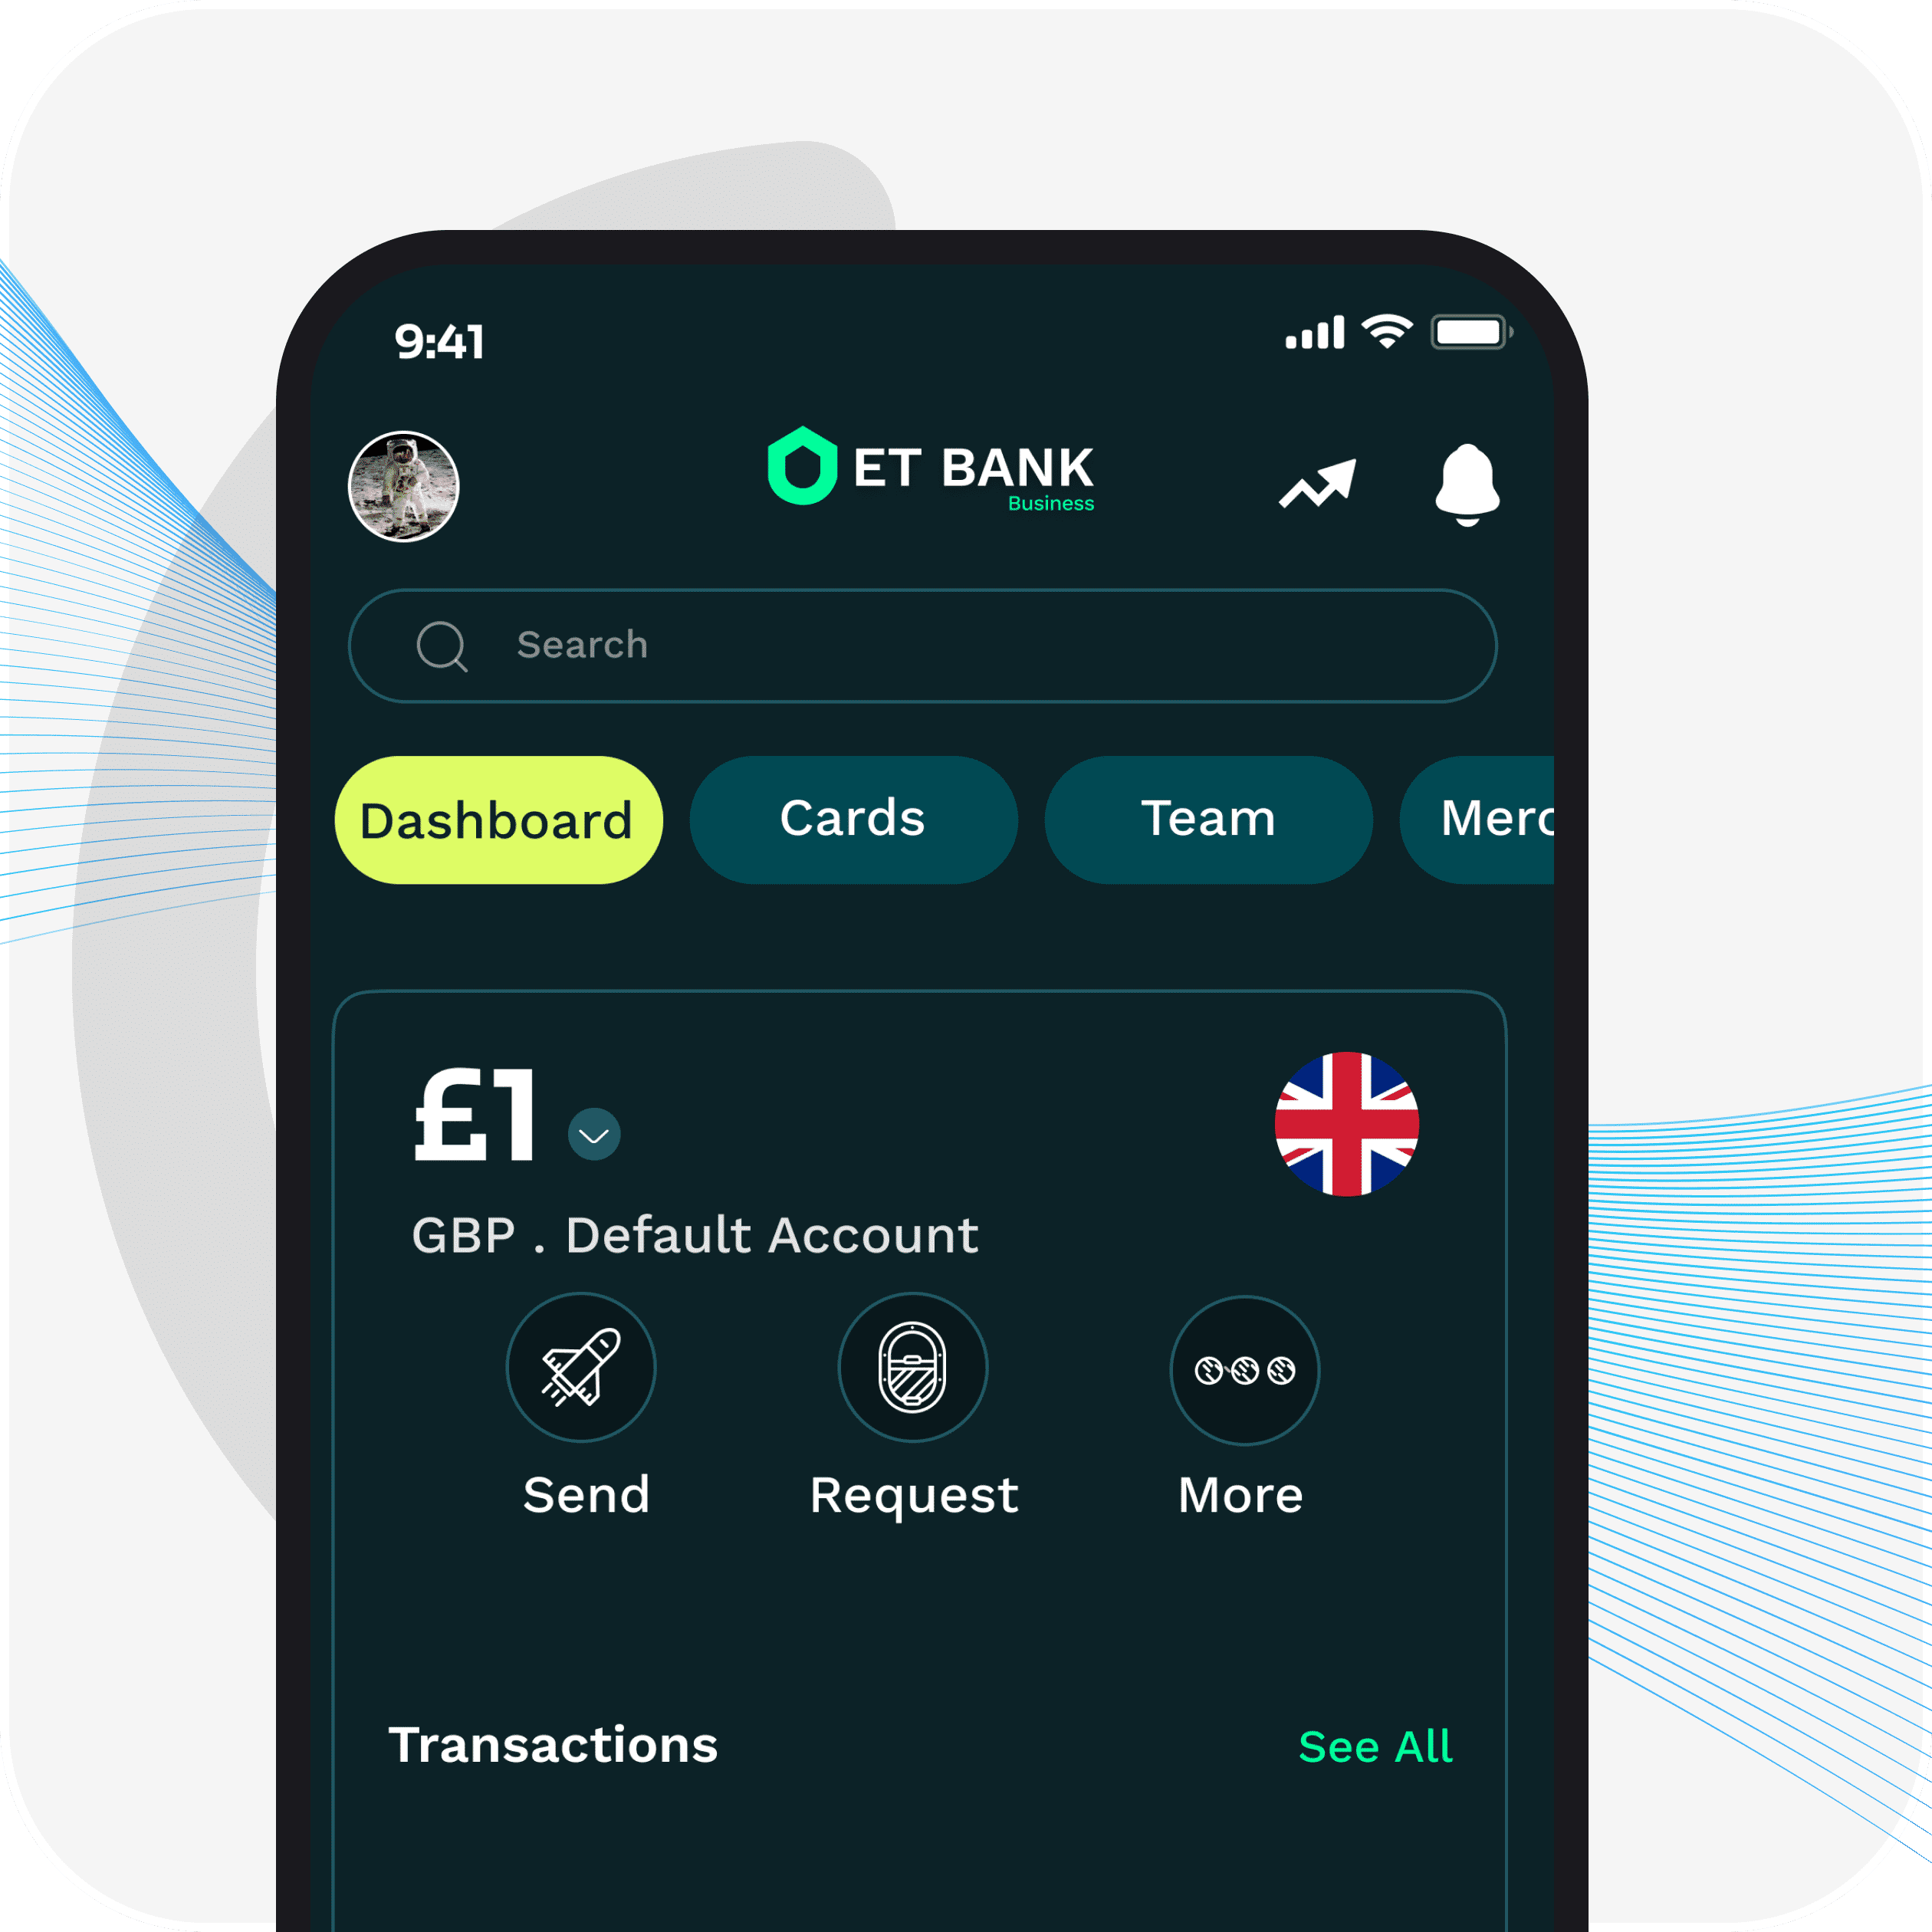 9:41
ET BANK
Business
Search
Dashboard Cards Team
£1
GBP . Default Account
Send Request More
Transactions See All